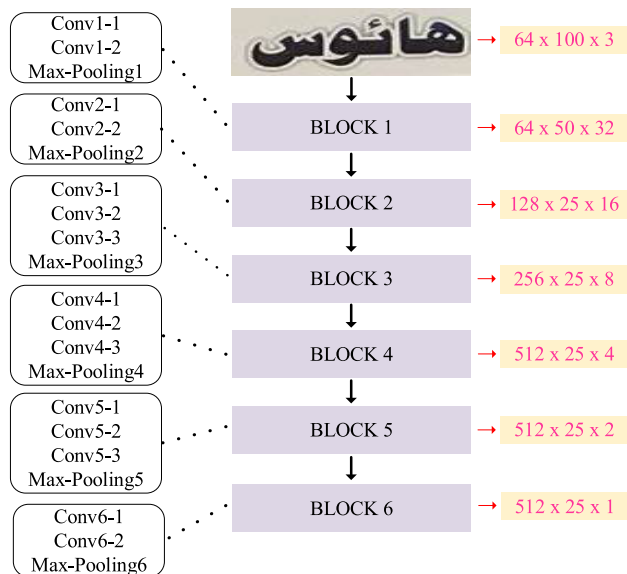 Conv1-1
Conv1-2
Max-Pooling1
هائوس
64 x 100 x 3
Conv2-1
Conv2-2
Max-Pooling2
BLOCK 1
64 x 50 x 32
Conv3-1
Conv3-2
Conv3-3
Max-Pooling3
BLOCK 2
128 x 25 x 16
BLOCK 3
256 x 25 x 8
Conv4-1
Conv4-2
Conv4-3
Max-Pooling4
BLOCK 4
512 x 25 x 4
Conv5-1
Conv5-2
Conv5-3
Max-Pooling5
BLOCK 5
512 x 25 x 2
Conv6-1
Conv6-2
Max-Pooling6
BLOCK 6
512 x 25 x 1